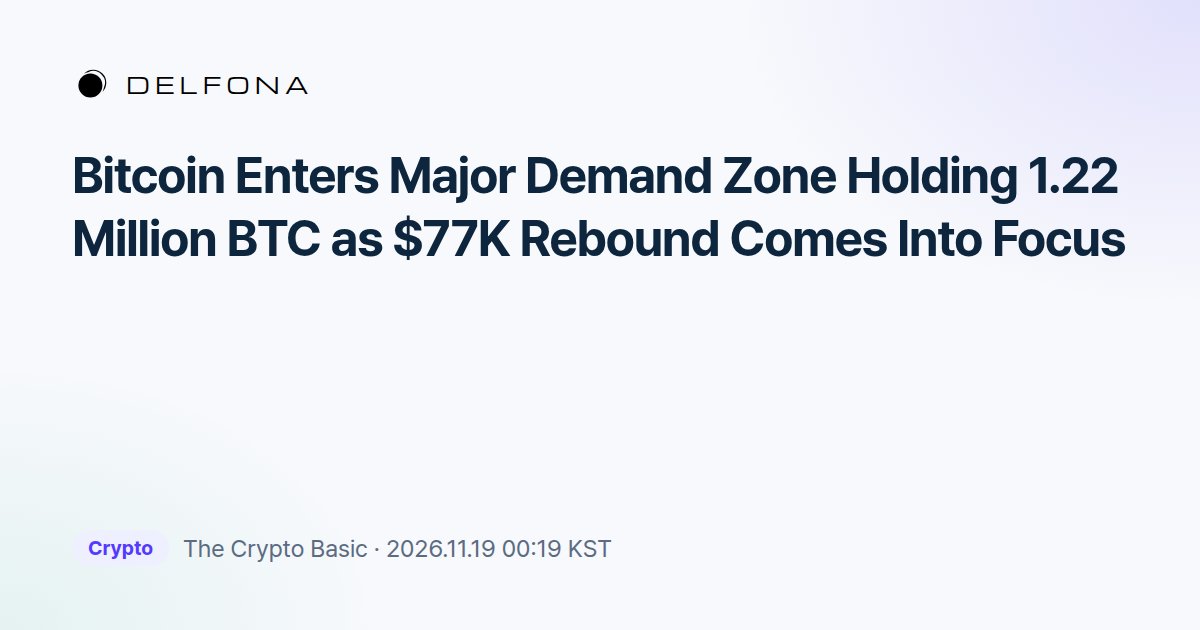 DELFONA
Bitcoin Enters Major Demand Zone Holding 1.22
Million BTC as $77K Rebound Comes Into Focus
Crypto The Crypto Basic · 2026.11.19 00:19 KST